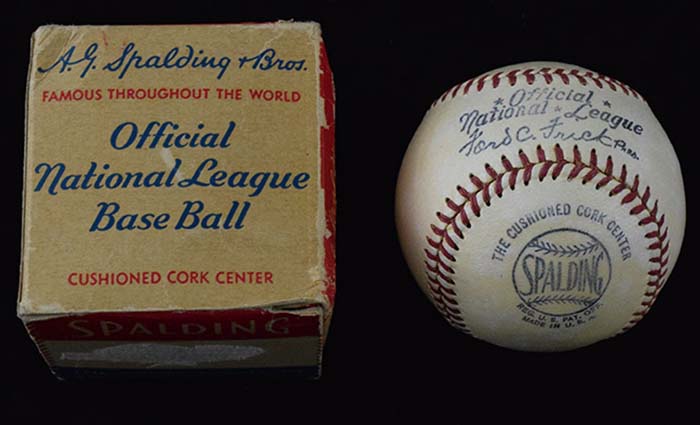 A.G. Spalding & Bros.
FAMOUS THROUGHOUT THE WORLD
Official
National League
Base Ball
CUSHIONED CORK CENTER
SPALDING
* Official *
National * League
Ford C. Frick Pres.
THE CUSHIONED CORK CENTER
SPALDING
REG. U. S. PAT. OFF.
MADE IN U. S. A.